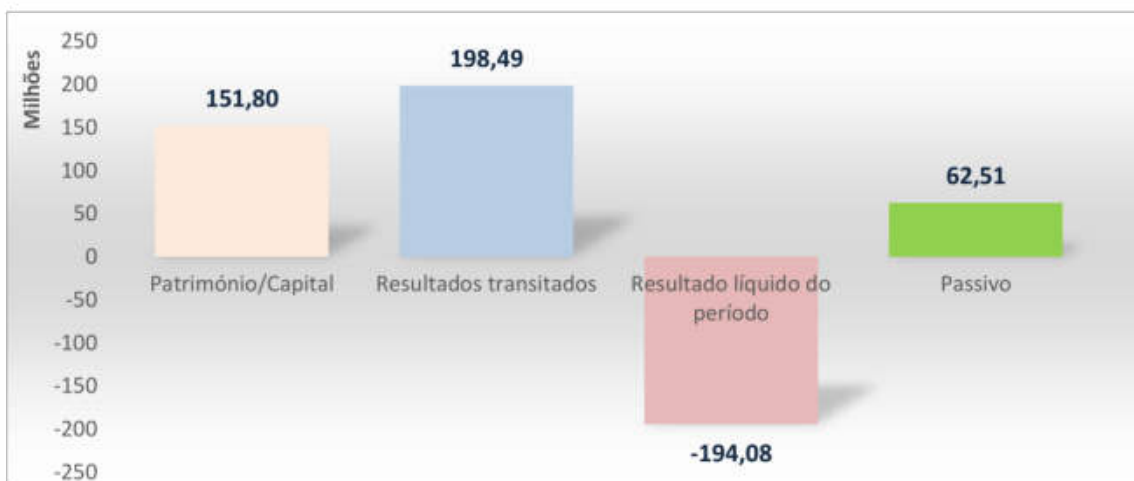 Milhões
250
200
150
100
50
0
-50
-100
-150
-200
-250
151,80
198,49
-194,08
62,51
Património/Capital
Resultados transitados
Resultado líquido do
período
Passivo